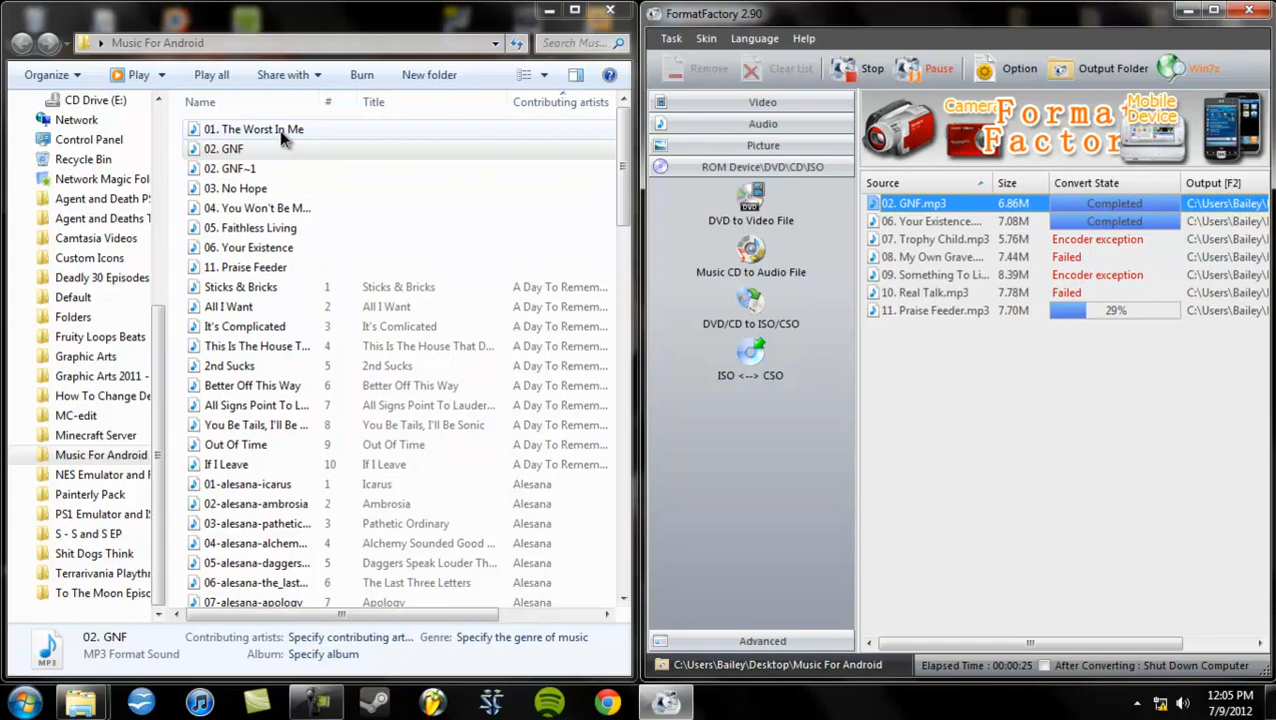 Music For Android
Search Mus...
Organize Play Play all Share with Burn New folder
CD Drive (E:)
Network
Control Panel
Recycle Bin
Network Magic Fol
Agent and Death P
Agent and Deaths T
Camtasia Videos
Custom Icons
Deadly 30 Episodes
Default
Folders
Fruity Loops Beats
Graphic Arts
Graphic Arts 2011 -
How To Change De
MC-edit
Minecraft Server
Music For Android
NES Emulator and F
Painterly Pack
PS1 Emulator and IS
S - S and S EP
Shit Dogs Think
Terrarivania Playth
To The Moon Episc
Name # Title Contributing artists
01. The Worst In Me
02. GNF
02. GNF~1
03. No Hope
04. You Won't Be M...
05. Faithless Living
06. Your Existence
11. Praise Feeder
Sticks & Bricks 1 Sticks & Bricks A Day To Remem...
All I Want 2 All I Want A Day To Remem...
It's Complicated 3 It's Comlicated A Day To Remem...
This Is The House T... 4 This Is The House That D... A Day To Remem...
2nd Sucks 5 2nd Sucks A Day To Remem...
Better Off This Way 6 Better Off This Way A Day To Remem...
All Signs Point To L... 7 All Signs Point To Lauder... A Day To Remem...
You Be Tails, I'll Be ... 8 You Be Tails, I'll Be Sonic A Day To Remem...
Out Of Time 9 Out Of Time A Day To Remem...
If I Leave 10 If I Leave A Day To Remem...
01-alesana-icarus 1 Icarus Alesana
02-alesana-ambrosia 2 Ambrosia Alesana
03-alesana-pathetic... 3 Pathetic Ordinary Alesana
04-alesana-alchem... 4 Alchemy Sounded Good ... Alesana
05-alesana-daggers... 5 Daggers Speak Louder Th... Alesana
06-alesana-the_last... 6 The Last Three Letters Alesana
07-alesana-apology 7 Apology Alesana
02. GNF Contributing artists: Specify contributing art... Genre: Specify the genre of music
MP3 Format Sound Album: Specify album
MP3
FormatFactory 2.90
Task Skin Language Help
Remove Clear List Stop Pause Option Output Folder Win7z
Video
Audio
Picture
ROM Device\DVD\CD\ISO
DVD to Video File
Music CD to Audio File
DVD/CD to ISO/CSO
ISO <--> CSO
Advanced
Camera Format Factory Mobile Device
Source Size Convert State Output [F2]
02. GNF.mp3 6.86M Completed C:\Users\Bailey\
06. Your Existence.... 7.08M Completed C:\Users\Bailey\
07. Trophy Child.mp3 5.76M Encoder exception C:\Users\Bailey\
08. My Own Grave.... 7.44M Failed C:\Users\Bailey\
09. Something To Li... 8.39M Encoder exception C:\Users\Bailey\
10. Real Talk.mp3 7.78M Failed C:\Users\Bailey\
11. Praise Feeder.mp3 7.70M 29% C:\Users\Bailey\
C:\Users\Bailey\Desktop\Music For Android Elapsed Time : 00:00:25 After Converting : Shut Down Computer
12:05 PM
7/9/2012